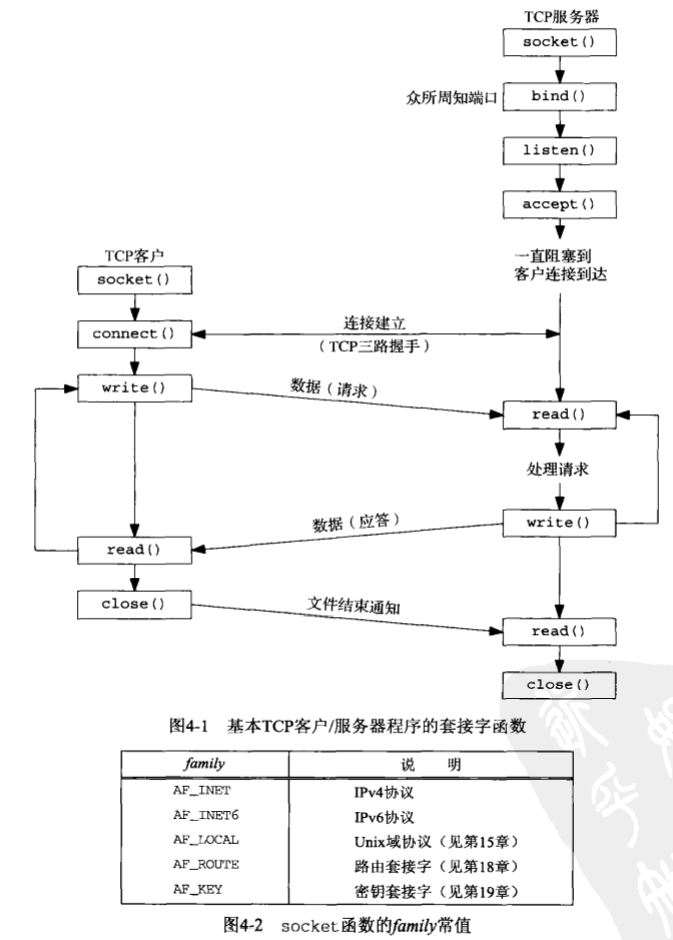 TCP服务器
socket()
众所周知端口
bind()
listen()
accept()
一直阻塞到
客户连接到达
TCP客户
socket()
connect()
连接建立
（TCP三路握手）
write()
数据（请求）
read()
处理请求
write()
数据（应答）
read()
close()
文件结束通知
read()
close()
图4-1 基本TCP客户/服务器程序的套接字函数
family 说 明
AF_INET IPv4协议
AF_INET6 IPv6协议
AF_LOCAL Unix域协议（见第15章）
AF_ROUTE 路由套接字（见第18章）
AF_KEY 密钥套接字（见第19章）
图4-2 socket函数的family常值